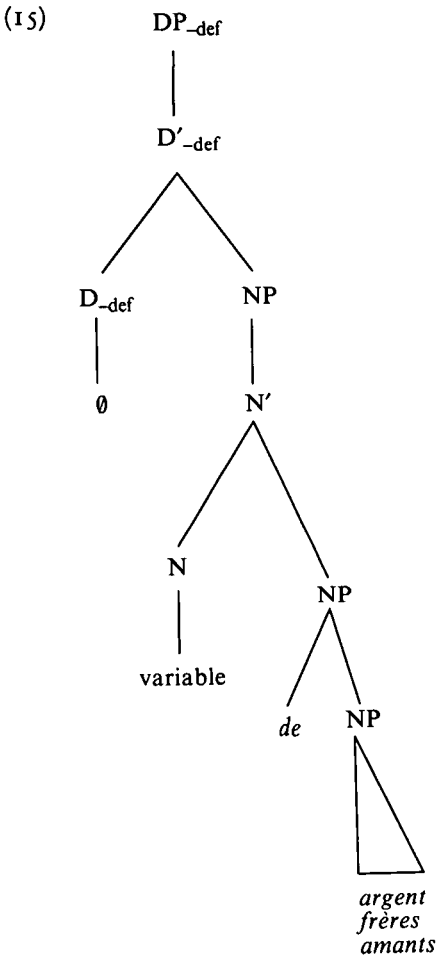 (15) DP–def
D′–def
D–def NP
∅ N′
N NP
variable de NP
argent
frères
amants